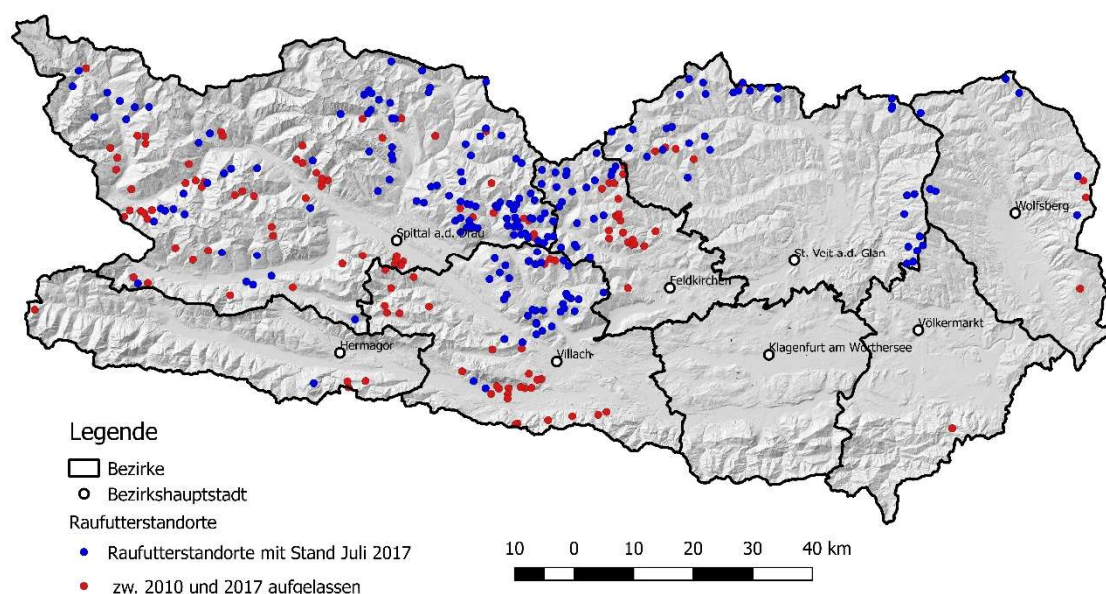 Wolfsberg
Spittal a.d. Drau
St. Veit a.d. Glan
Feldkirchen
Völkermarkt
Hermagor
Villach
Klagenfurt am Wörthersee
Legende
Bezirke
Bezirkshauptstadt
Raufutterstandorte
Raufutterstandorte mit Stand Juli 2017
zw. 2010 und 2017 aufgelassen
10 0 10 20 30 40 km